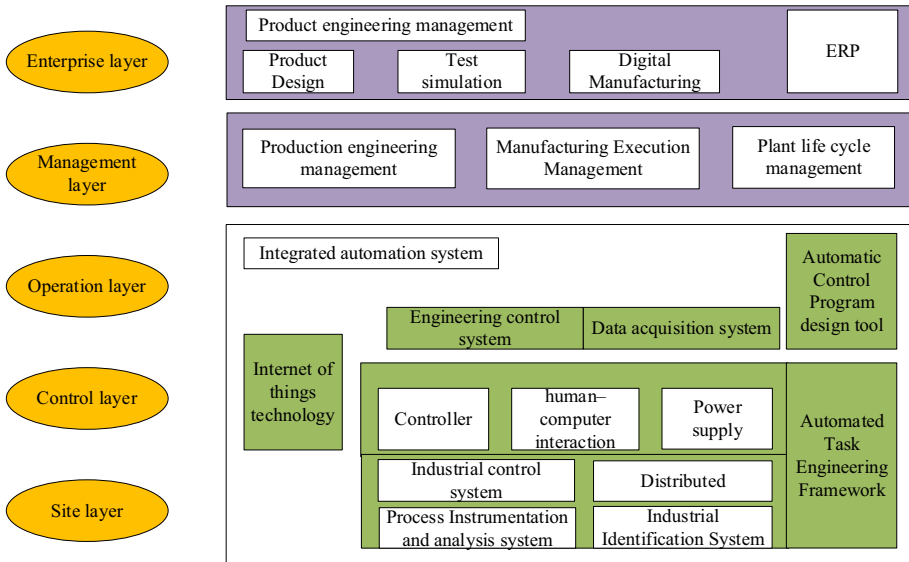 Enterprise layer
Product engineering management
Product
Design
Test
simulation
Digital
Manufacturing
ERP
Management
layer
Production engineering
management
Manufacturing Execution
Management
Plant life cycle
management
Operation layer
Integrated automation system
Automatic
Control
Program
design tool
Engineering control
system
Data acquisition system
Control layer
Internet of
things
technology
Controller
human–
computer
interaction
Power
supply
Automated
Task
Engineering
Framework
Site layer
Industrial control
system
Distributed
Process Instrumentation
and analysis system
Industrial
Identification System